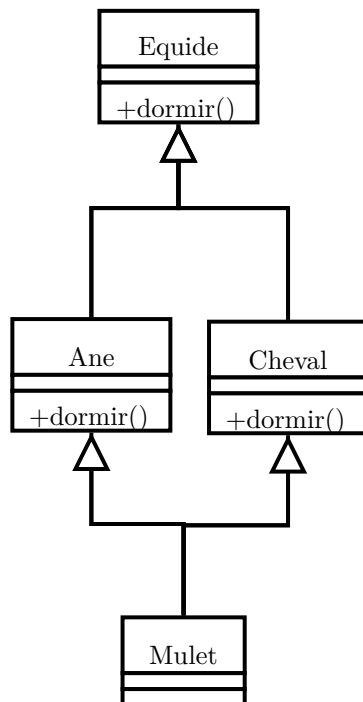 Equide
+dormir()
Ane
+dormir()
Cheval
+dormir()
Mulet